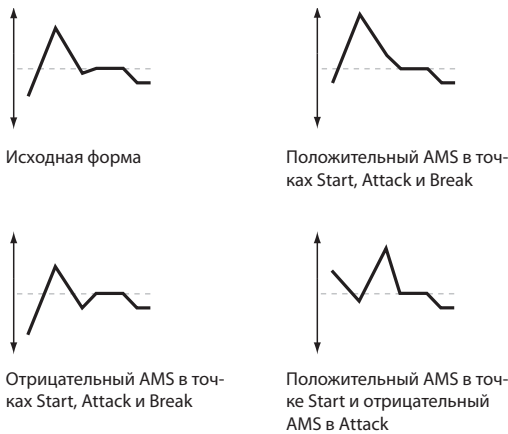 Исходная форма
Положительный AMS в точ-
ках Start, Attack и Break
Отрицательный AMS в точ-
ках Start, Attack и Break
Положительный AMS в точ-
ке Start и отрицательный
AMS в Attack